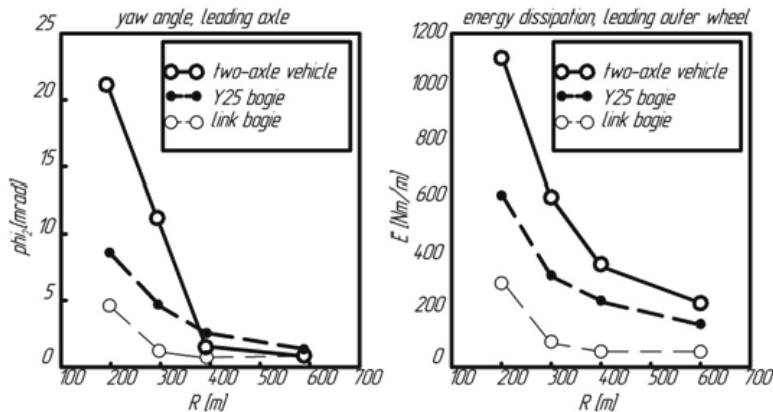 yaw angle, leading axle
25
20
15
10
5
0
phi₂[mrad]
two-axle vehicle
Y25 bogie
link bogie
100 200 300 400 500 600 700
R [m]
energy dissipation, leading outer wheel
1200
1000
800
600
400
200
0
E [Nm/m]
two-axle vehicle
Y25 bogie
link bogie
100 200 300 400 500 600 700
R [m]